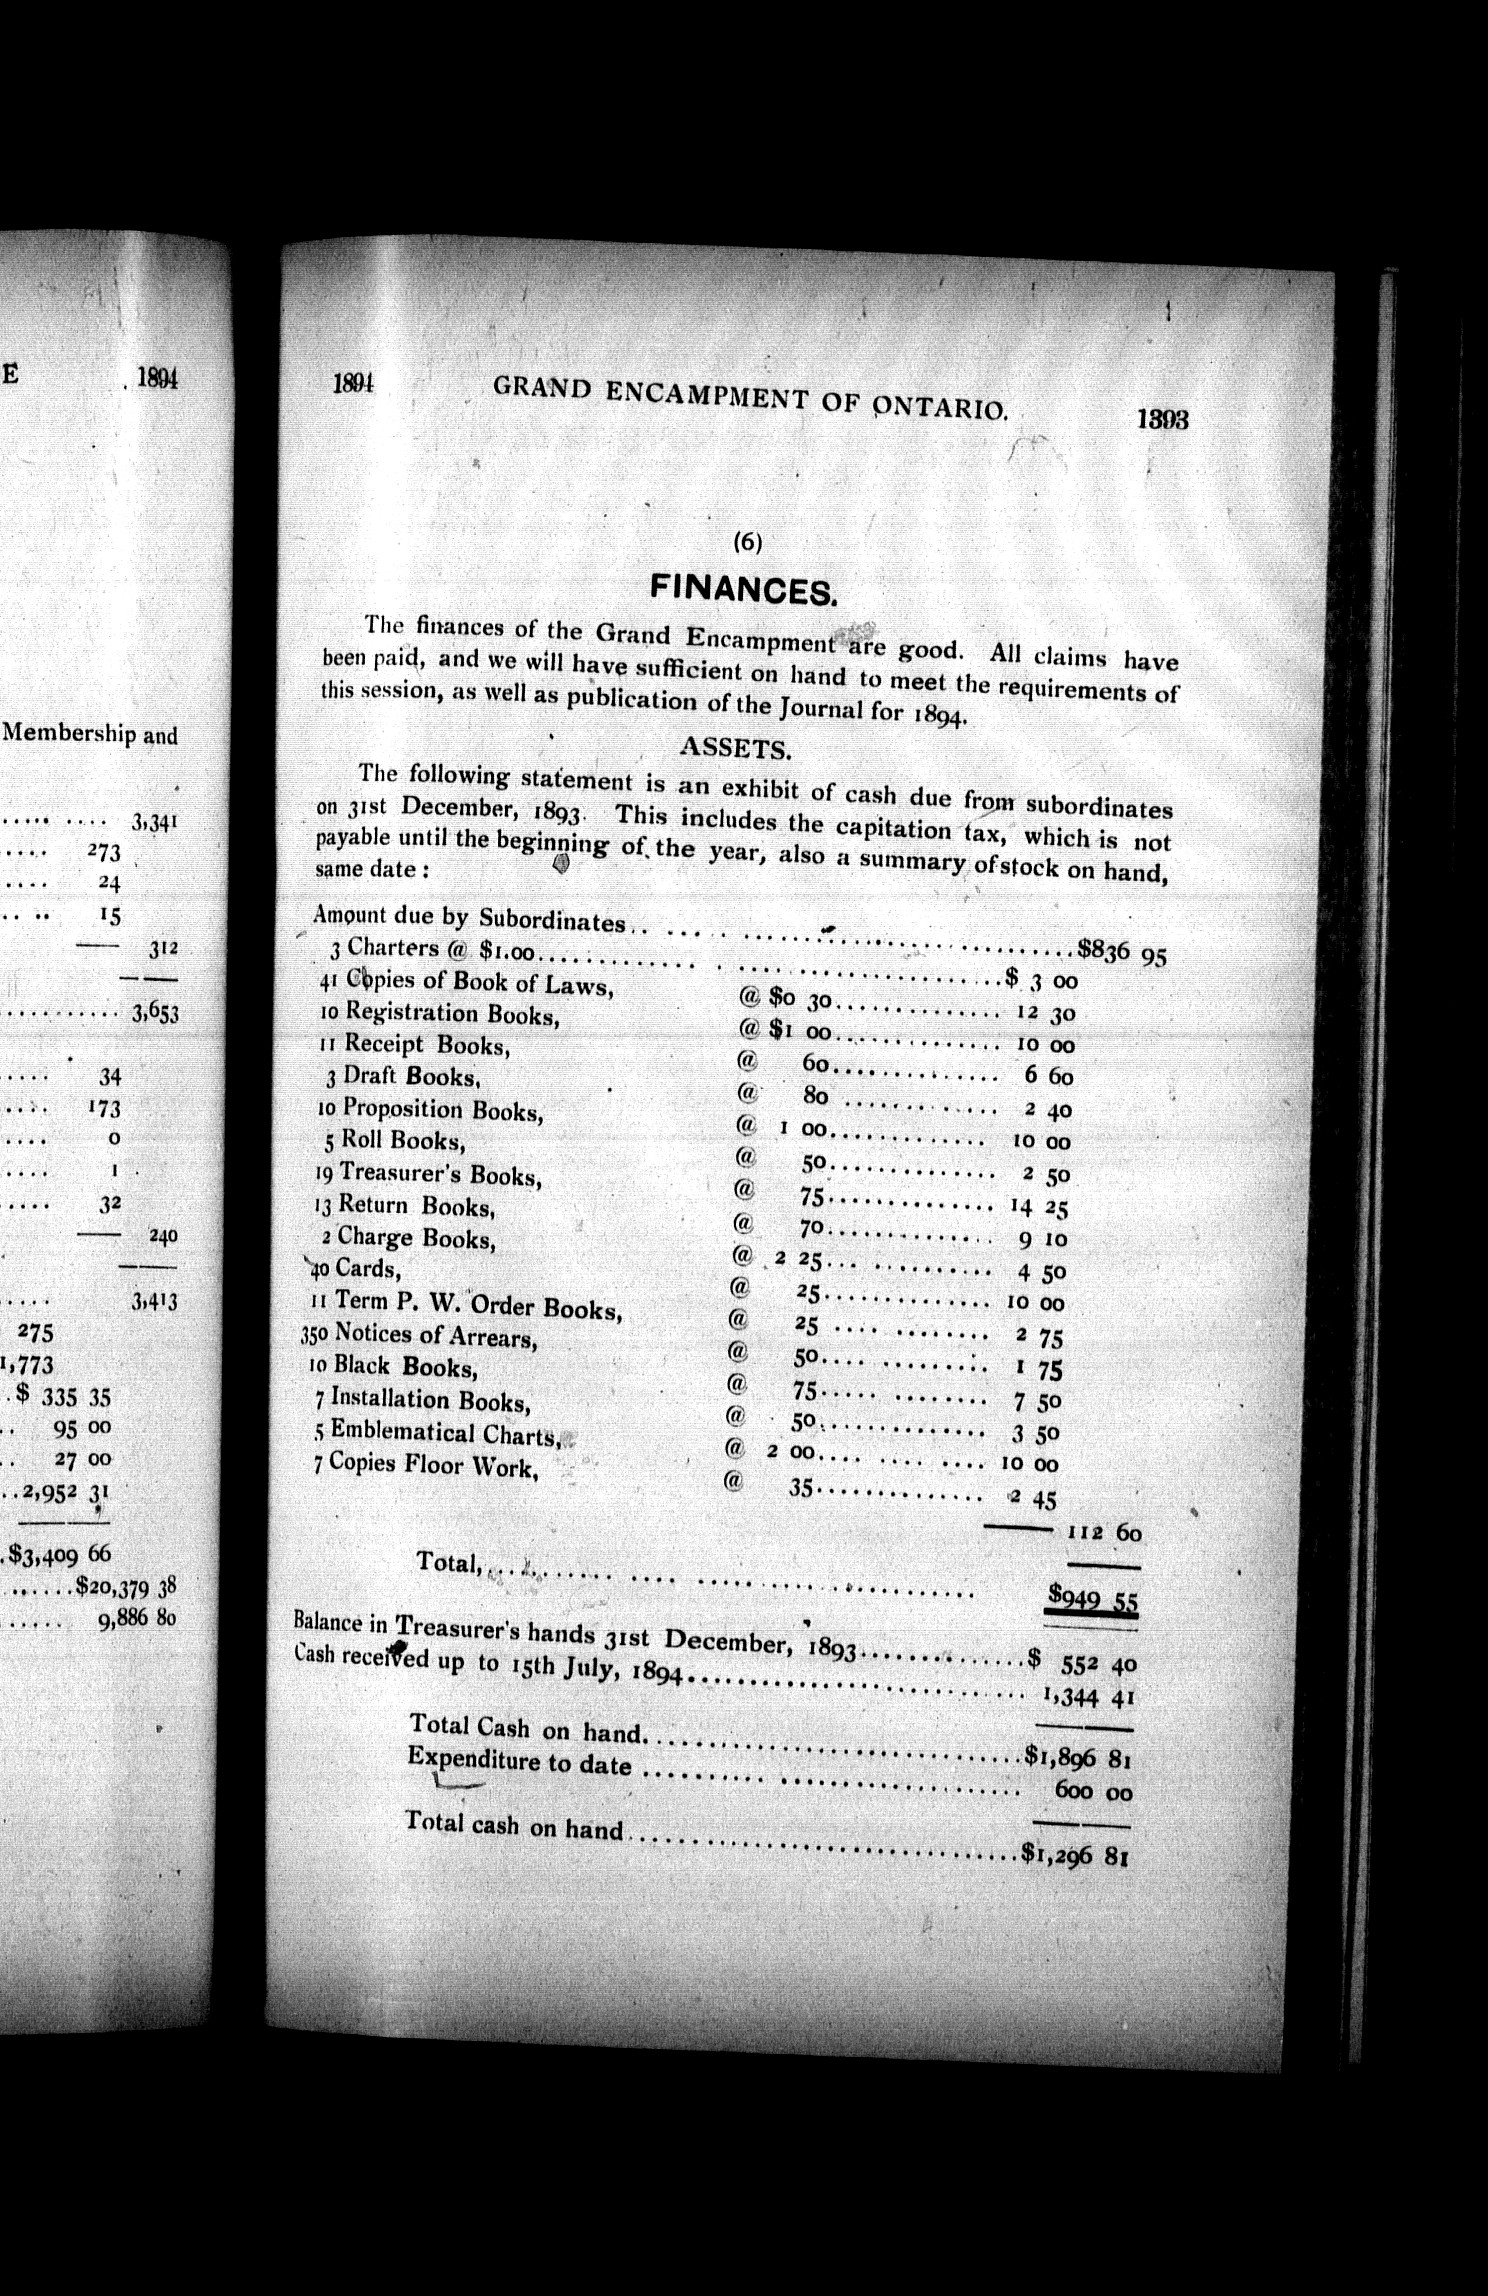 E 1894
Membership and
..... .... 3,341
.... 273
.... 24
.. .. 15
312
.......... 3,653
..... 34
.... 173
.... 0
.... 1
..... 32
240
..... 3,413
275
1,773
.$ 335 35
.. 95 00
.. 27 00
..2,952 31
.$3,409 66
.......$20,379 38
..... 9,886 80
1894 GRAND ENCAMPMENT OF ONTARIO. 1393
(6)
FINANCES.
The finances of the Grand Encampment are good. All claims have
been paid, and we will have sufficient on hand to meet the requirements of
this session, as well as publication of the Journal for 1894.
ASSETS.
The following statement is an exhibit of cash due from subordinates
on 31st December, 1893. This includes the capitation tax, which is not
payable until the beginning of the year, also a summary of stock on hand,
same date :
Amount due by Subordinates.. .... ..............................$836 95
3 Charters @ $1.00.............. . ......................$ 3 00
41 Copies of Book of Laws, @ $0 30.............. 12 30
10 Registration Books, @ $1 00.............. 10 00
11 Receipt Books, @ 60.............. 6 60
3 Draft Books, @ 80 ............. 2 40
10 Proposition Books, @ 1 00............. 10 00
5 Roll Books, @ 50.............. 2 50
19 Treasurer's Books, @ 75.............. 14 25
13 Return Books, @ 70.............. 9 10
2 Charge Books, @ 2 25... .......... 4 50
40 Cards, @ 25.............. 10 00
11 Term P. W. Order Books, @ 25 .... ........ 2 75
350 Notices of Arrears, @ 50.... ......... 1 75
10 Black Books, @ 75..... ........ 7 50
7 Installation Books, @ 50.............. 3 50
5 Emblematical Charts, @ 2 00.... .... .... 10 00
7 Copies Floor Work, @ 35.............. 2 45
112 60
Total,............ .... ..................... $949 55
Balance in Treasurer's hands 31st December, 1893..............$ 552 40
Cash received up to 15th July, 1894............................. 1,344 41
Total Cash on hand................................$1,896 81
Expenditure to date .......... .................... 600 00
Total cash on hand.................................$1,296 81